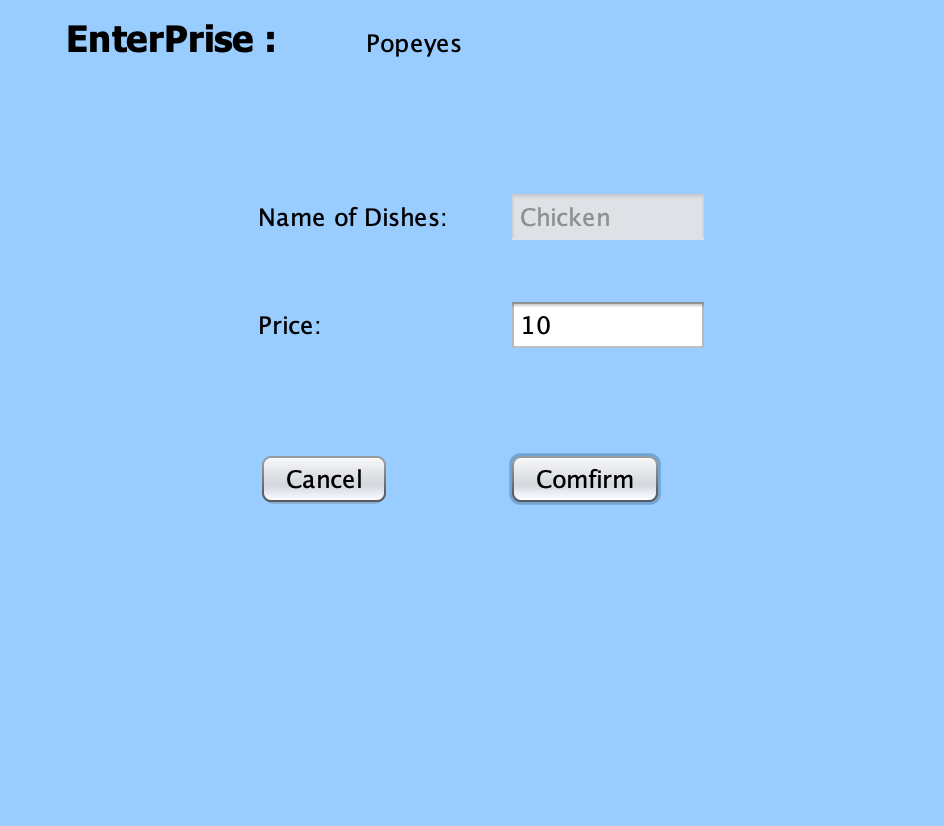 EnterPrise : Popeyes
Name of Dishes: Chicken
Price: 10
Cancel Comfirm